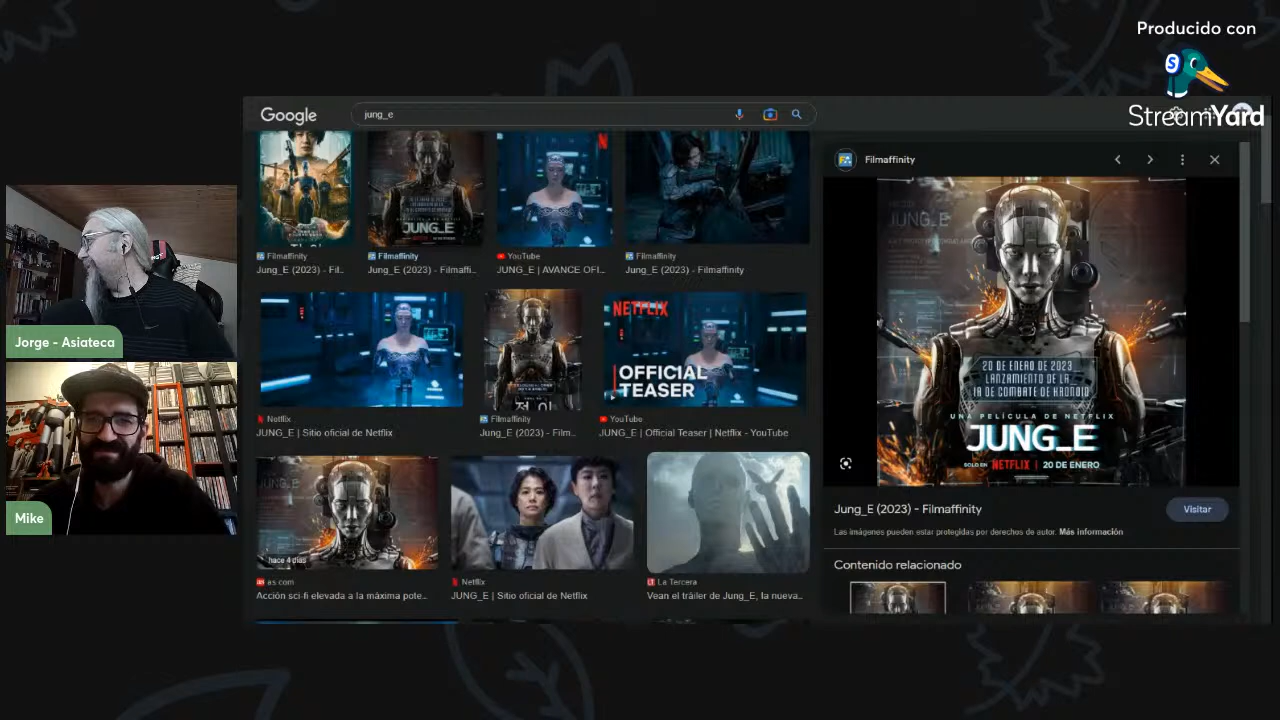 Producido con
StreamYard
Google
jung_e
Filmaffinity
Filmaffinity
Jung_E (2023) - Fil..
Filmaffinity
Jung_E (2023) - Filmaffi...
YouTube
JUNG_E | AVANCE OFI...
Filmaffinity
Jung_E (2023) - Filmaffinity
JUNG_E
NETFLIX
OFFICIAL
TEASER
Netflix
JUNG_E | Sitio oficial de Netflix
Filmaffinity
Jung_E (2023) - Film...
YouTube
JUNG_E | Official Teaser | Netflix - YouTube
Jorge - Asiateca
Mike
hace 4 días
as.com
Acción sci-fi elevada a la máxima pote...
Netflix
JUNG_E | Sitio oficial de Netflix
La Tercera
Vean el tráiler de Jung_E, la nueva...
JUNG_E
20 DE ENERO DE 2023
LANZAMIENTO DE LA
IA DE COMBATE DE KRONOID
UNA PELÍCULA DE NETFLIX
JUNG_E
SOLO EN NETFLIX | 20 DE ENERO
Jung_E (2023) - Filmaffinity
Visitar
Las imágenes pueden estar protegidas por derechos de autor. Más información
Contenido relacionado